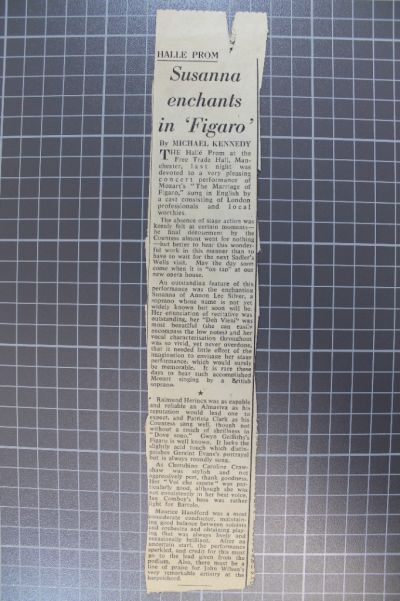 HALLE PROM
Susanna
enchants
in ‘Figaro’
By MICHAEL KENNEDY
THE Hallé Prom at the
Free Trade Hall, Man-
chester, last night was
devoted to a very pleasing
concert performance of
Mozart's "The Marriage of
Figaro," sung in English by
a cast consisting of London
professionals and local
worthies.
The absence of stage action was
keenly felt at certain moments—
the final dénouement by the
Countess almost went for nothing
—but better to hear this wonder-
ful work in this manner than to
have to wait for the next Sadler's
Wells visit. May the day soon
come when it is "on tap" at our
new opera house.
An outstanding feature of this
performance was the enchanting
Susanna of Annon Lee Silver, a
soprano whose name is not yet
widely known but soon will be.
Her enunciation of recitative was
outstanding, her "Deh Vieni" was
most beautiful (she can easily
encompass the low notes) and her
vocal characterisation throughout
was so vivid, yet never overdone,
that it needed little effort of the
imagination to envisage her stage
performance, which would surely
be memorable. It is rare these
days to hear such accomplished
Mozart singing by a British
soprano.
★
Raimund Herincx was as capable
and reliable an Almaviva as his
reputation would lead one to
expect, and Patricia Clark as his
Countess sang well, though not
without a touch of shrillness in
"Dove sono." Gwyn Griffiths's
Figaro is well known. It lacks the
slightly acid touch which distin-
guishes Geraint Evans's portrayal
but is always roundly sung.
As Cherubino Caroline Craw-
shaw was stylish and not
aggressively pert, thank goodness.
Her "Voi che sapete" was par-
ticularly good, although she was
not consistently in her best voice.
Ian Comboy's bass was rather
light for Bartolo.
Maurice Handford was a most
considerate conductor, maintain-
ing good balance between soloists
and orchestra and obtaining play-
ing that was always lively and
occasionally brilliant. After an
uncertain start, the performance
sparkled, and credit for this must
go to the lead given from the
podium. Also, there must be a
line of praise for John Wilson's
very remarkable artistry at the
harpsichord.